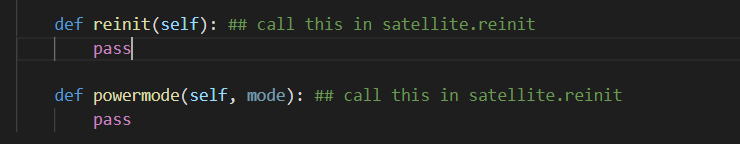 def reinit(self): ## call this in satellite.reinit
pass
def powermode(self, mode): ## call this in satellite.reinit
pass